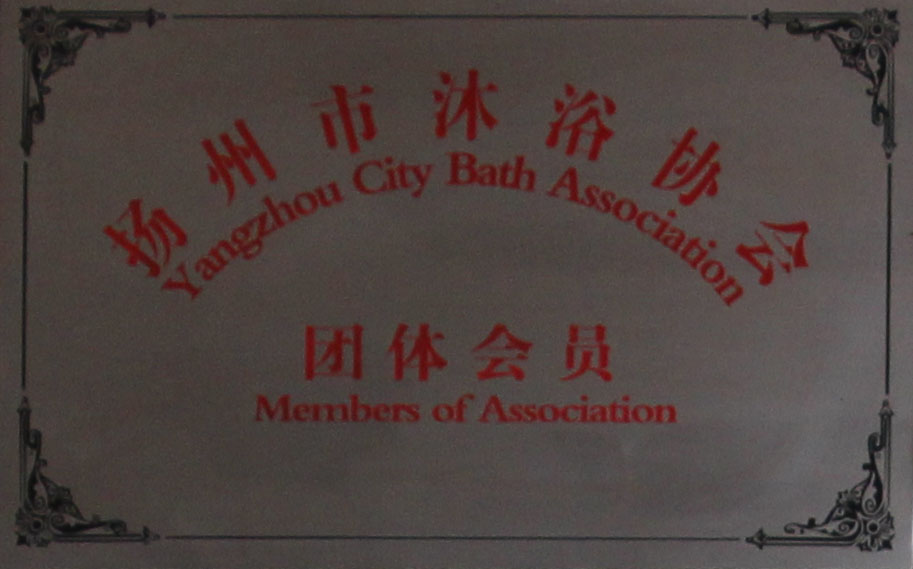 扬州市沐浴协会
Yangzhou City Bath Association
团体会员
Members of Association